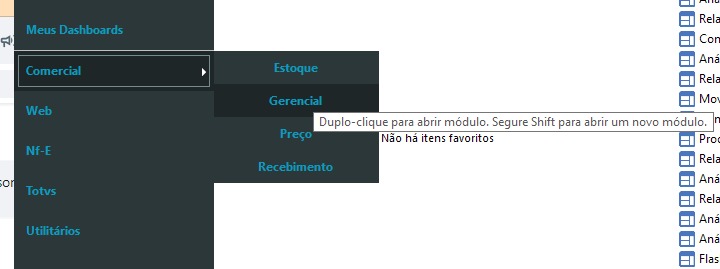 Meus Dashboards
Comercial
Web
Nf-E
Totvs
Utilitários
Estoque
Gerencial
Preço
Recebimento
Duplo-clique para abrir módulo. Segure Shift para abrir um novo módulo.
Não há itens favoritos
Rela
Con
Aná
Rela
Mov
Proc
Rela
Aná
Rela
Aná
Aná
Flas